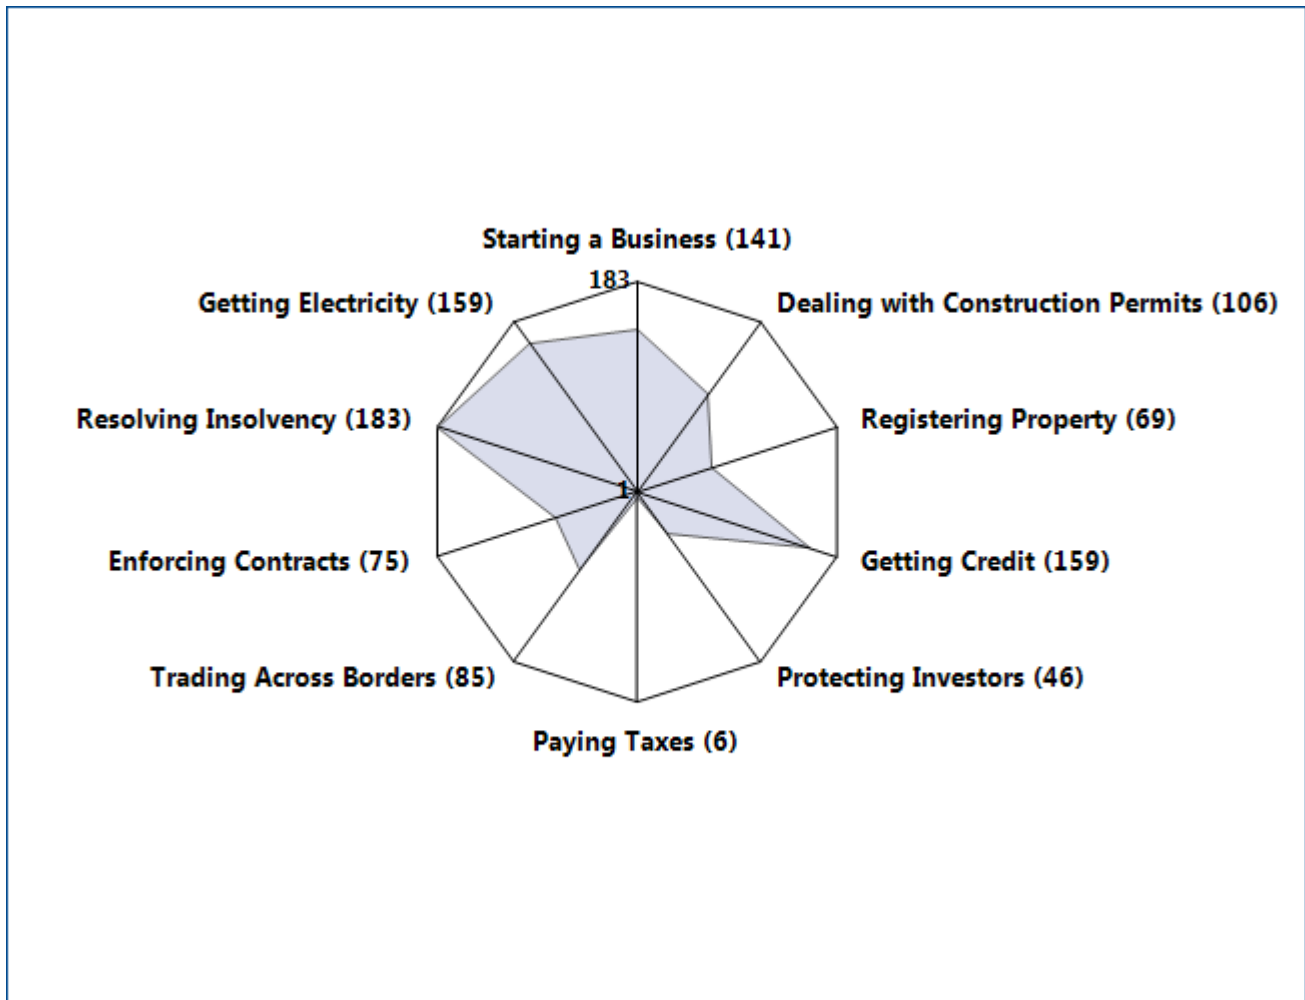 Starting a Business (141)
183
Getting Electricity (159)
Dealing with Construction Permits (106)
Resolving Insolvency (183)
Registering Property (69)
1
Enforcing Contracts (75)
Getting Credit (159)
Trading Across Borders (85)
Protecting Investors (46)
Paying Taxes (6)